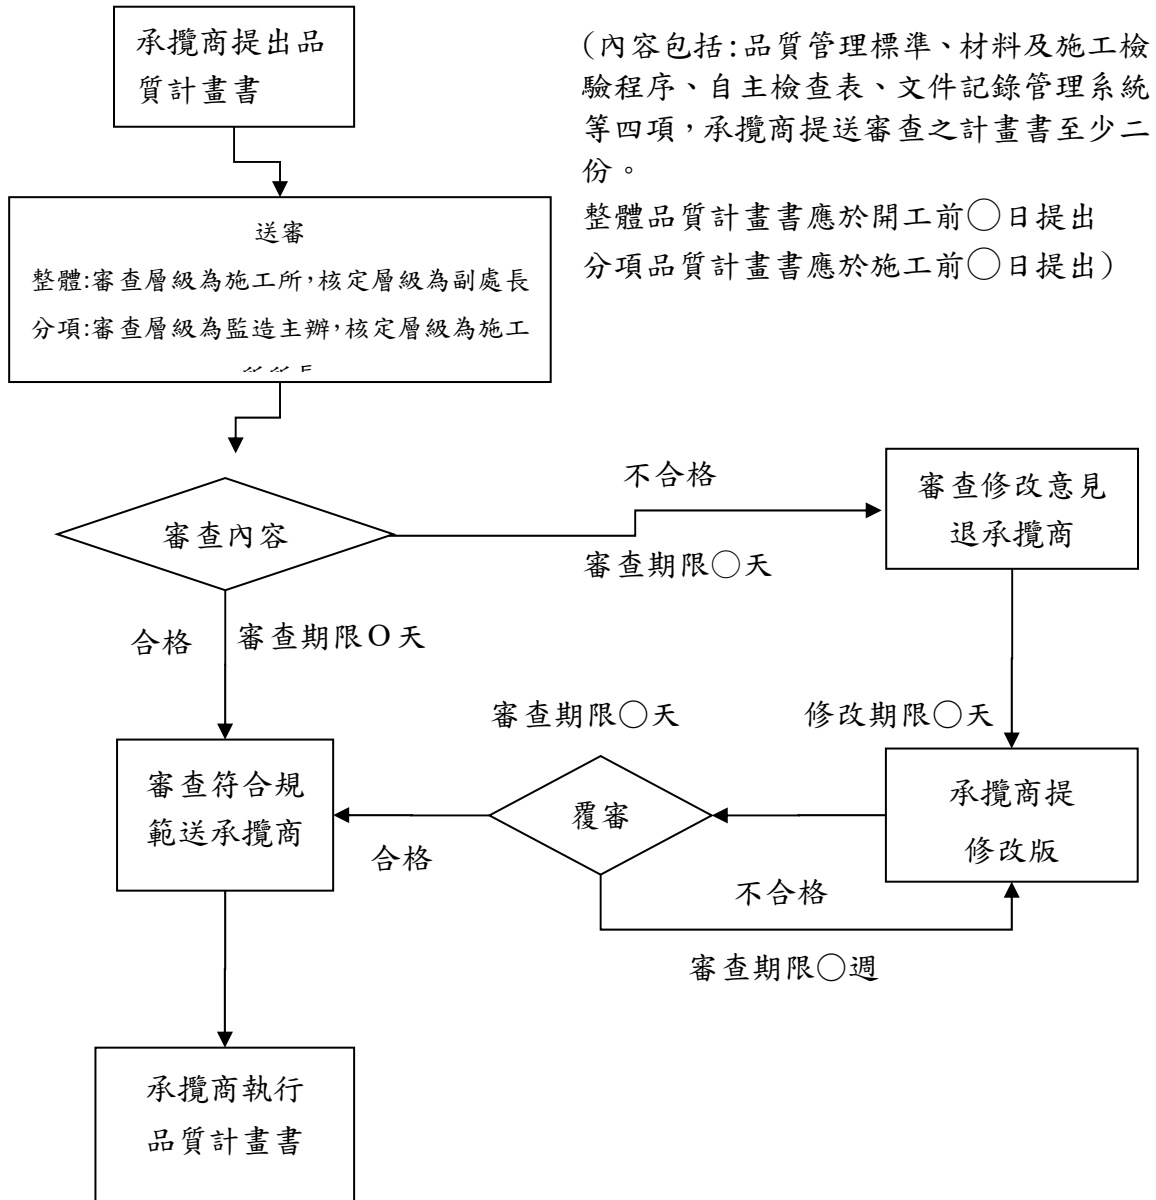 承攬商提出品
質計畫書
(內容包括:品質管理標準、材料及施工檢
驗程序、自主檢查表、文件記錄管理系統
等四項，承攬商提送審查之計畫書至少二
份。
整體品質計畫書應於開工前◯日提出
分項品質計畫書應於施工前◯日提出)
送審
整體:審查層級為施工所，核定層級為副處長
分項:審查層級為監造主辦，核定層級為施工
審查內容
不合格
審查期限◯天
審查修改意見
退承攬商
合格
審查期限O天
審查期限◯天
修改期限◯天
審查符合規
範送承攬商
覆審
承攬商提
修改版
合格
不合格
審查期限◯週
承攬商執行
品質計畫書